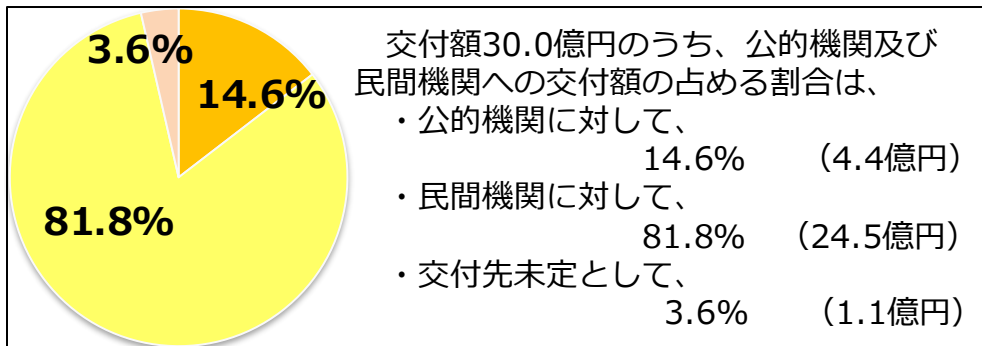 3.6%
14.6%
81.8%
交付額30.0億円のうち、公的機関及び
民間機関への交付額の占める割合は、
・公的機関に対して、
14.6% （4.4億円）
・民間機関に対して、
81.8% （24.5億円）
・交付先未定として、
3.6% （1.1億円）